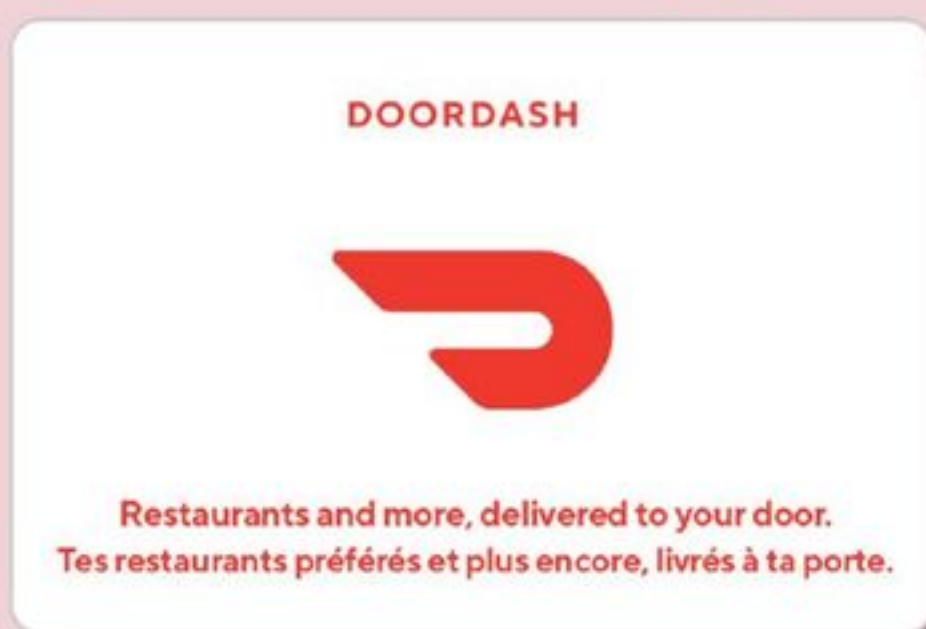 DOORDASH
Restaurants and more, delivered to your door.
Tes restaurants préférés et plus encore, livrés à ta porte.